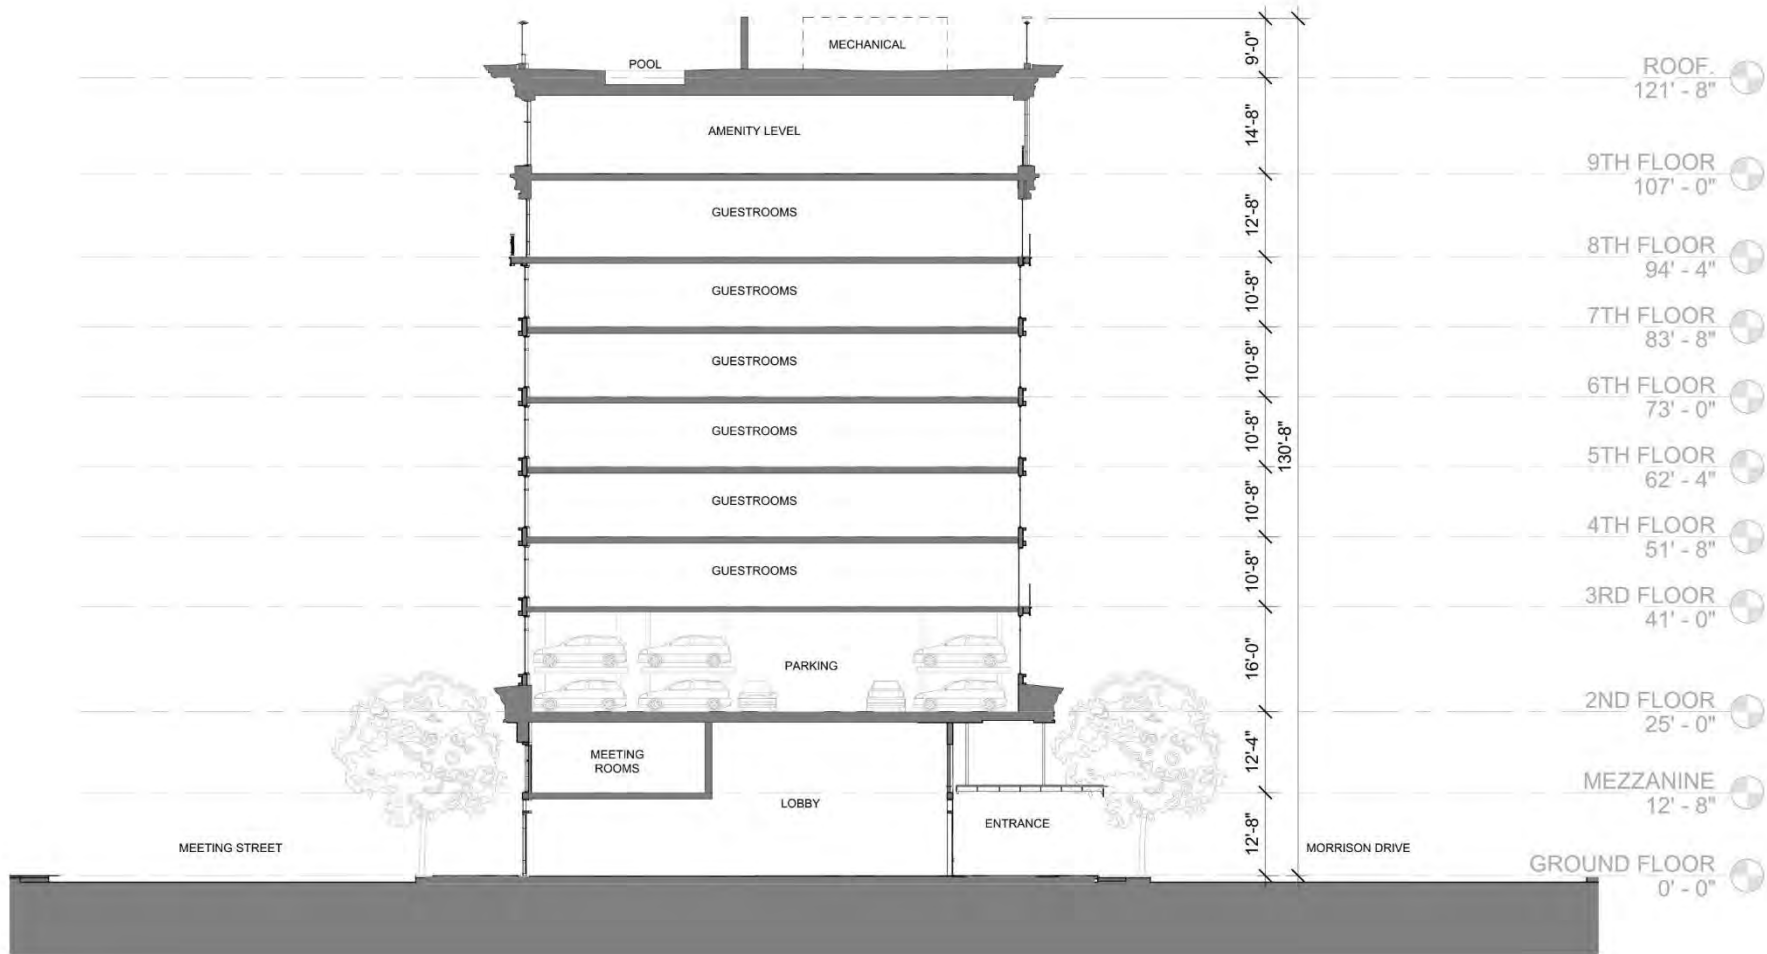 MECHANICAL
POOL
9'-0"
ROOF.
121' - 8"
AMENITY LEVEL
14'-8"
9TH FLOOR
107' - 0"
GUESTROOMS
12'-8"
8TH FLOOR
94' - 4"
GUESTROOMS
10'-8"
7TH FLOOR
83' - 8"
GUESTROOMS
10'-8"
6TH FLOOR
73' - 0"
GUESTROOMS
10'-8"
130'-8"
5TH FLOOR
62' - 4"
GUESTROOMS
10'-8"
4TH FLOOR
51' - 8"
GUESTROOMS
10'-8"
3RD FLOOR
41' - 0"
PARKING
16'-0"
2ND FLOOR
25' - 0"
MEETING
ROOMS
12'-4"
MEZZANINE
12' - 8"
LOBBY
ENTRANCE
12'-8"
MEETING STREET
MORRISON DRIVE
GROUND FLOOR
0' - 0"